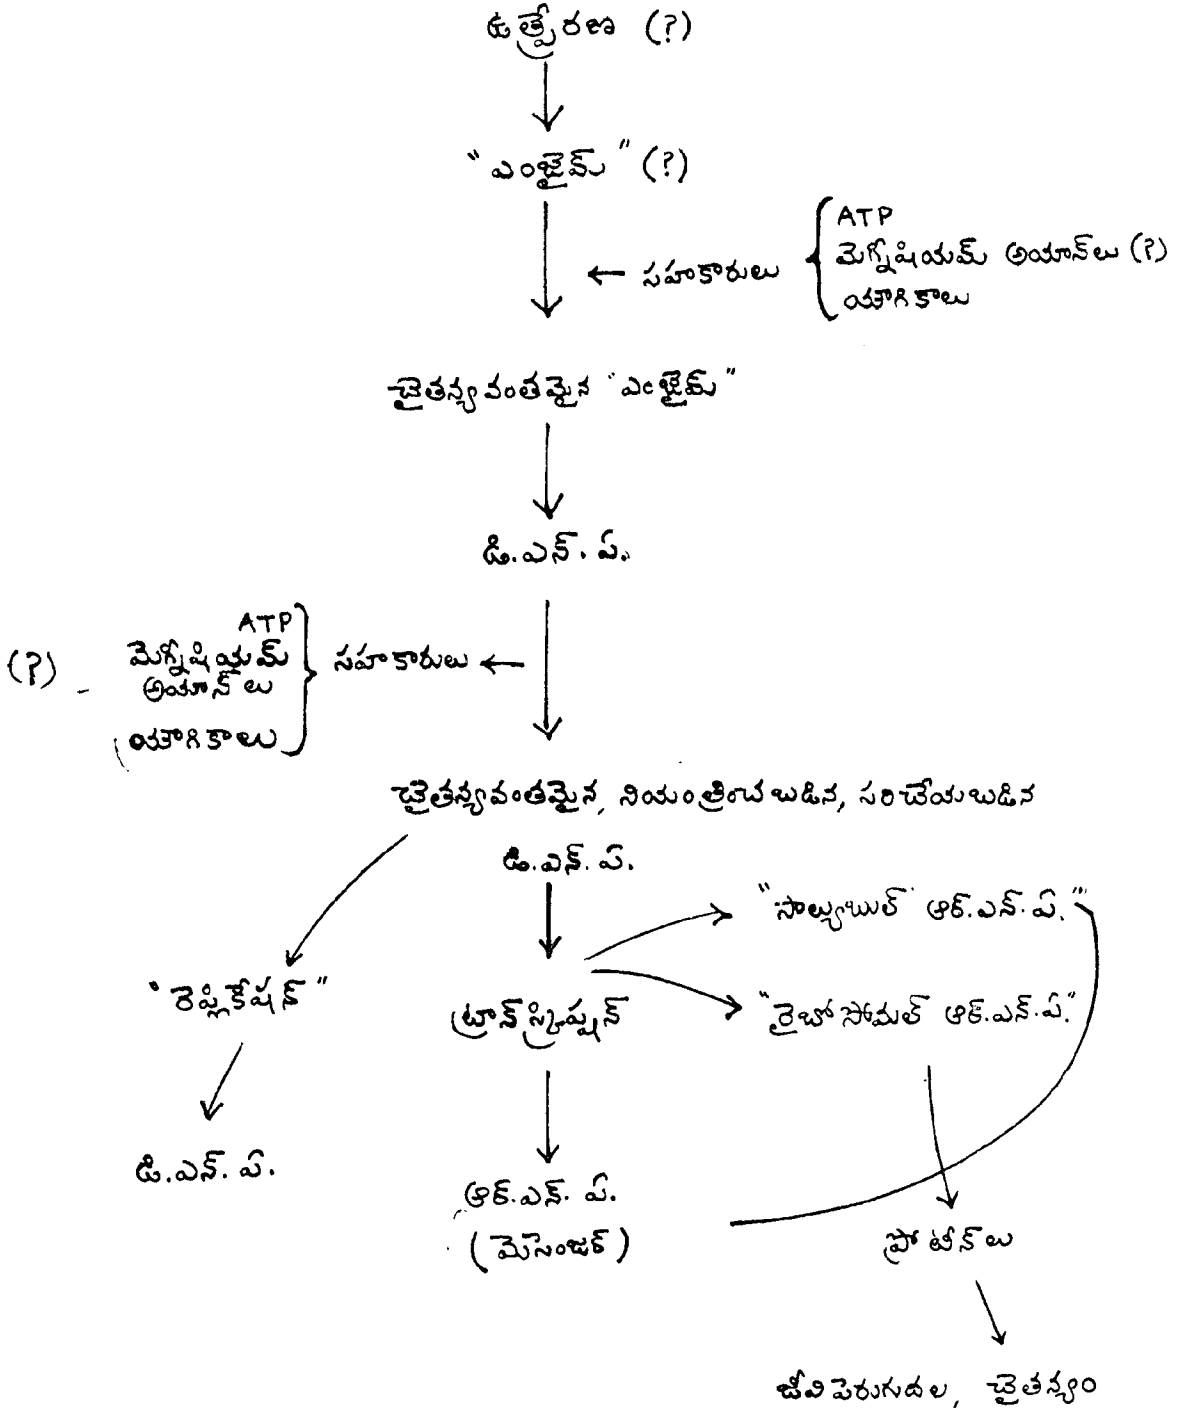 ఉత్ప్రేరణ (?)
"ఎంజైమ్" (?)
ATP
← సహకారులు మెగ్నీషియమ్ అయాన్‌లు (?)
యౌగికాలు
చైతన్యవంతమైన "ఎంజైమ్"
డి.ఎన్.ఏ.
ATP
(?) మెగ్నీషియమ్ సహకారులు ←
అయాన్‌లు
యౌగికాలు
చైతన్యవంతమైన, నియంత్రించబడిన, సరిచేయబడిన
డి.ఎన్.ఏ.
"సాల్యుబుల్ ఆర్.ఎన్.ఏ."
"రెప్లికేషన్"
ట్రాన్‌స్క్రిప్షన్
"రైబోసోమల్ ఆర్.ఎన్.ఏ."
డి.ఎన్.ఏ.
ఆర్.ఎన్.ఏ.
(మెసెంజర్)
ప్రోటీన్‌లు
జీవి పెరుగుదల, చైతన్యం